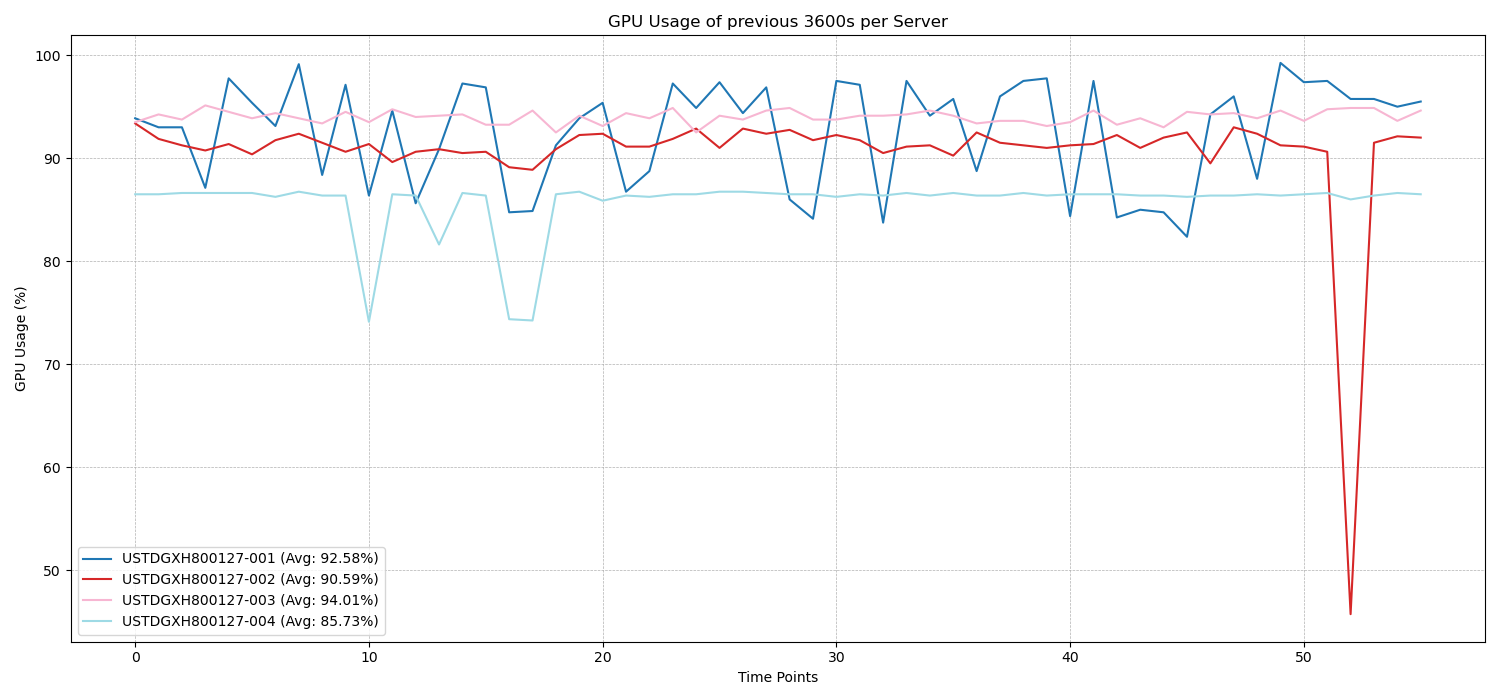 GPU Usage of previous 3600s per Server
100
90
80
70
60
50
GPU Usage (%)
USTDGXH800127-001 (Avg: 92.58%)
USTDGXH800127-002 (Avg: 90.59%)
USTDGXH800127-003 (Avg: 94.01%)
USTDGXH800127-004 (Avg: 85.73%)
0 10 20 30 40 50
Time Points